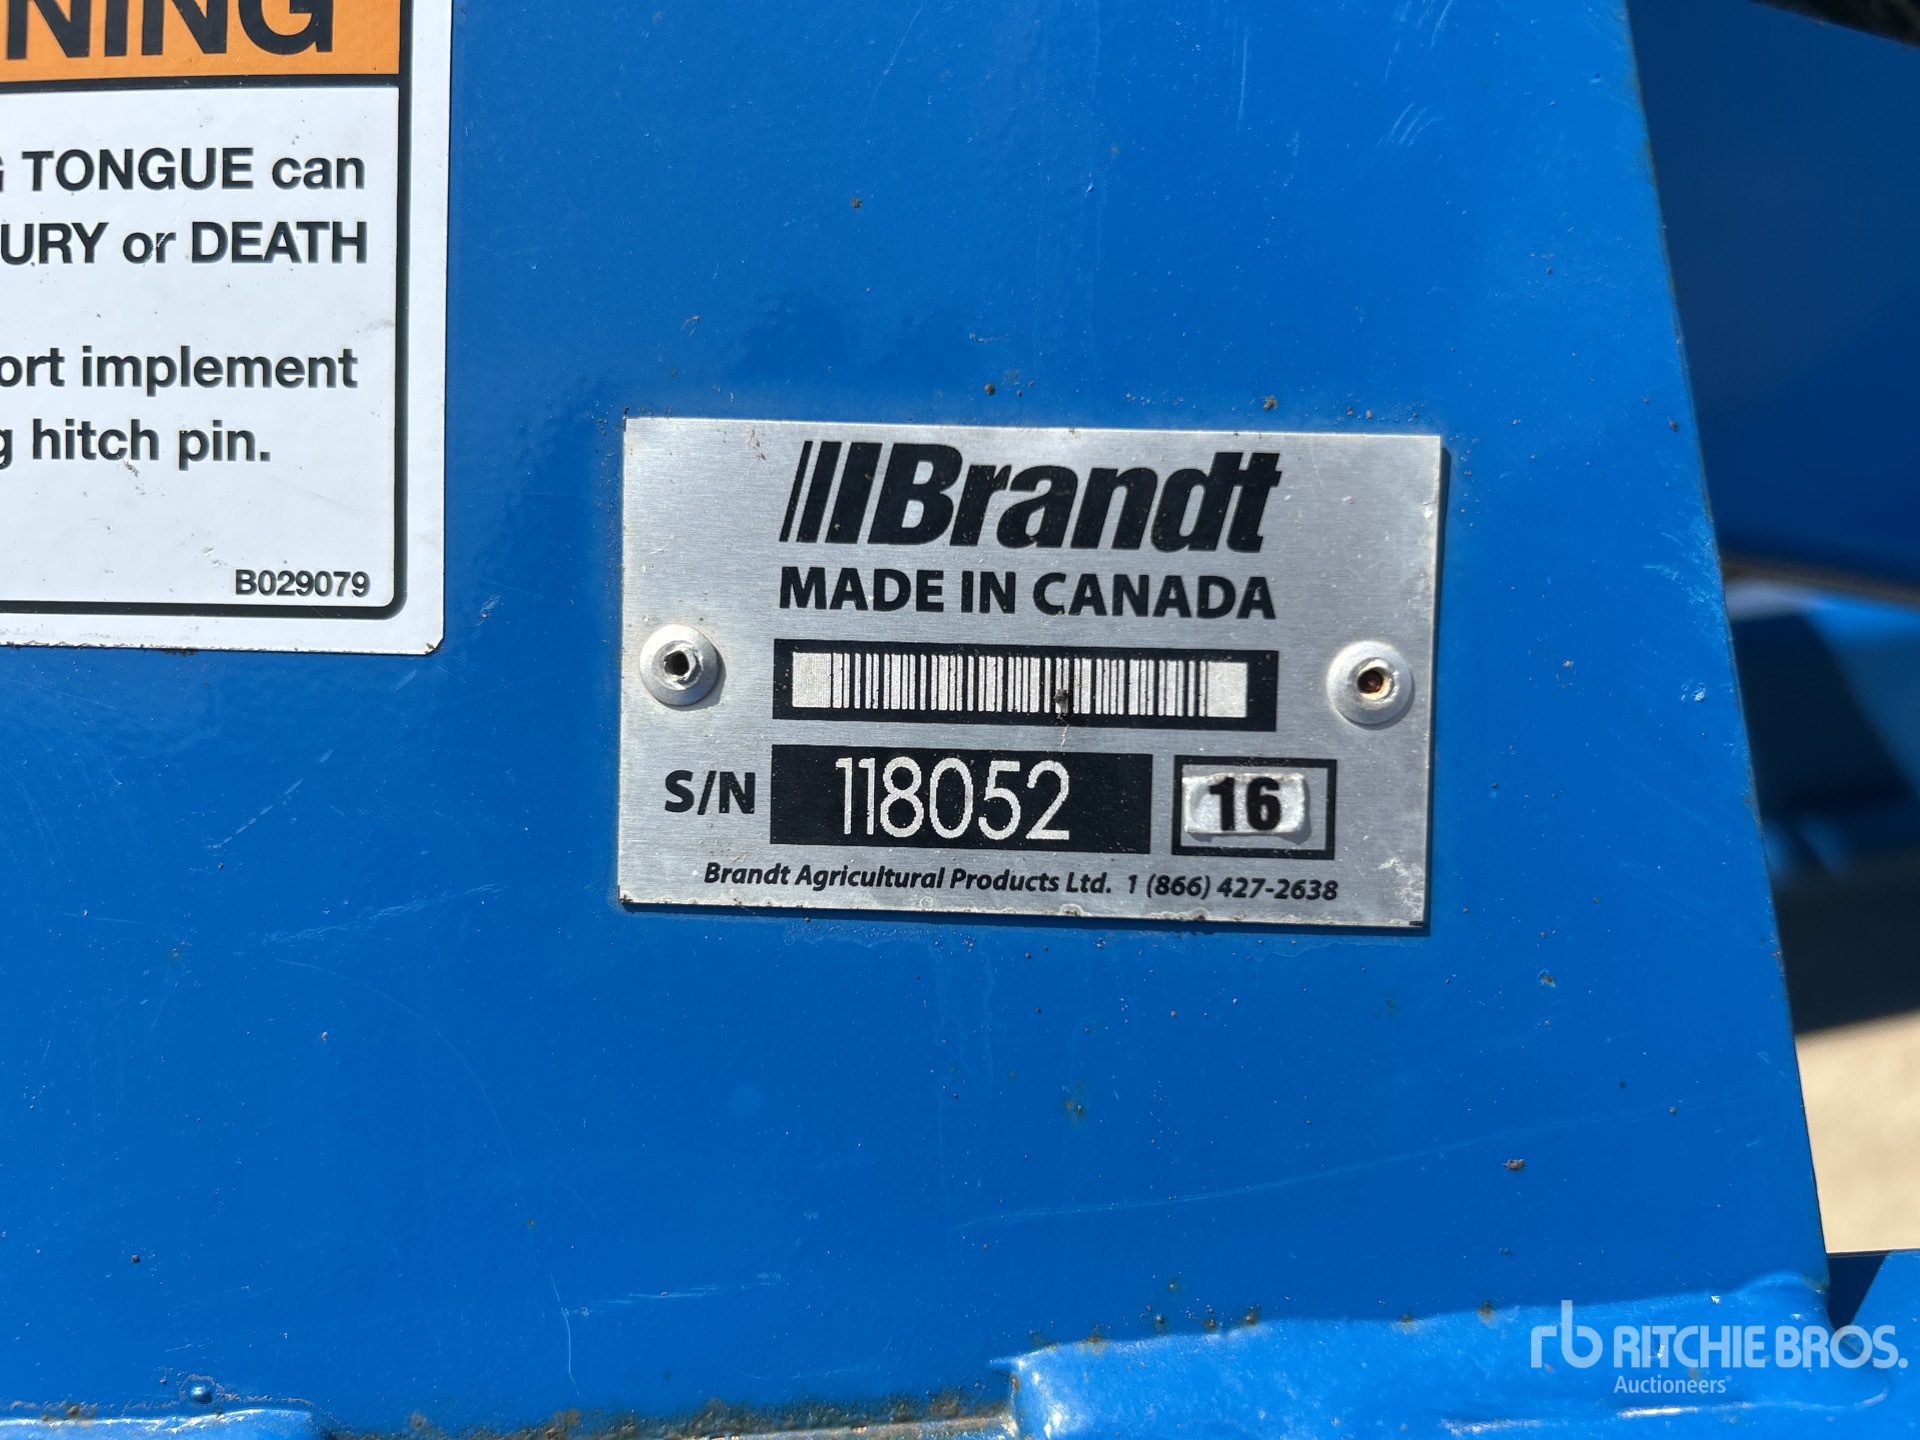 NING
TONGUE can
URY or DEATH
ort implement
g hitch pin.
B029079
Brandt
MADE IN CANADA
S/N 118052 16
Brandt Agricultural Products Ltd. 1 (866) 427-2638
rb RITCHIE BROS.
Auctioneers